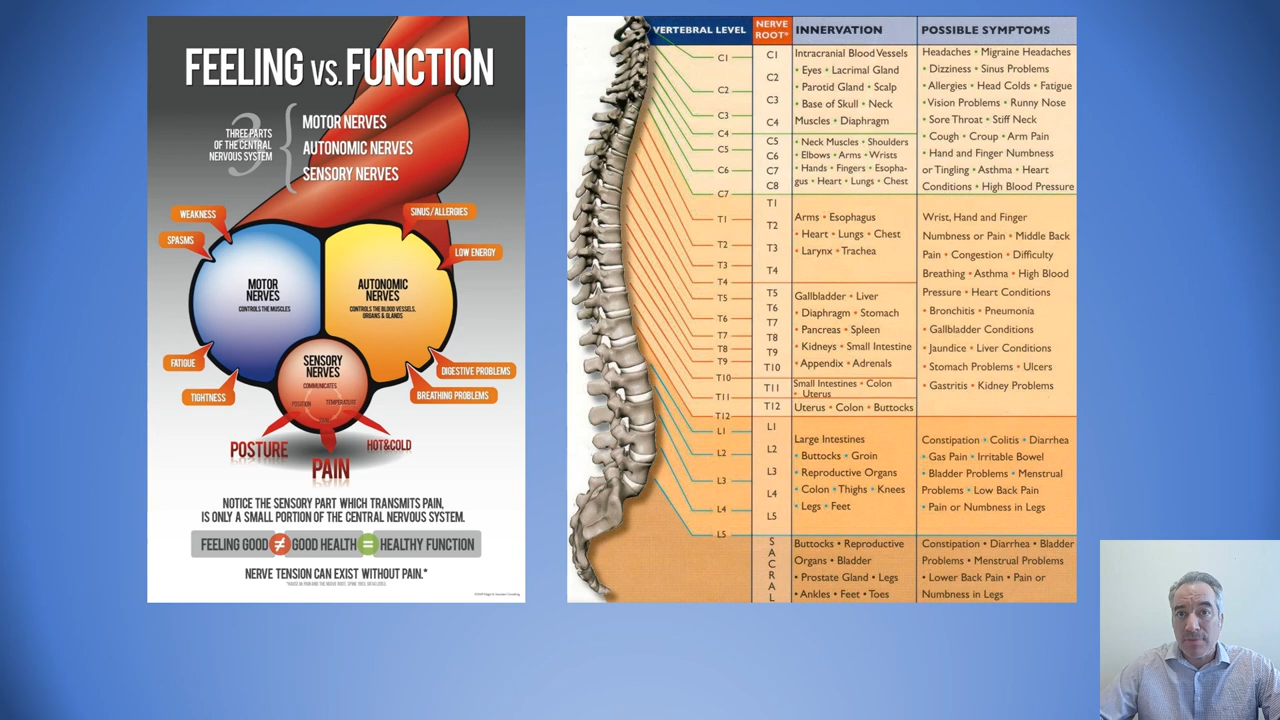 FEELING VS. FUNCTION
3
THREE PARTS
OF THE CENTRAL
NERVOUS SYSTEM
MOTOR NERVES
AUTONOMIC NERVES
SENSORY NERVES
WEAKNESS
SPASMS
SINUS/ALLERGIES
LOW ENERGY
MOTOR
NERVES
CONTROLS THE MUSCLES
AUTONOMIC
NERVES
CONTROLS THE BLOOD VESSELS,
ORGANS & GLANDS
FATIGUE
TIGHTNESS
SENSORY
NERVES
COMMUNICATES
POSITION
TEMPERATURE
DIGESTIVE PROBLEMS
BREATHING PROBLEMS
POSTURE
PAIN
HOT&COLD
NOTICE THE SENSORY PART WHICH TRANSMITS PAIN,
IS ONLY A SMALL PORTION OF THE CENTRAL NERVOUS SYSTEM.
FEELING GOOD ≠ GOOD HEALTH = HEALTHY FUNCTION
NERVE TENSION CAN EXIST WITHOUT PAIN.*
VERTEBRAL LEVEL
NERVE
ROOT*
INNERVATION
POSSIBLE SYMPTOMS
C1
C2
C3
C4
C5
C6
C7
T1
T2
T3
T4
T5
T6
T7
T8
T9
T10
T11
T12
L1
L2
L3
L4
L5
C1
C2
C3
C4
C5
C6
C7
C8
T1
T2
T3
T4
T5
T6
T7
T8
T9
T10
T11
T12
L1
L2
L3
L4
L5
S
A
C
R
A
L
Intracranial Blood Vessels
• Eyes • Lacrimal Gland
• Parotid Gland • Scalp
• Base of Skull • Neck
Muscles • Diaphragm
• Neck Muscles • Shoulders
• Elbows • Arms • Wrists
• Hands • Fingers • Esopha-
gus • Heart • Lungs • Chest
Arms • Esophagus
• Heart • Lungs • Chest
• Larynx • Trachea
Gallbladder • Liver
• Diaphragm • Stomach
• Pancreas • Spleen
• Kidneys • Small Intestine
• Appendix • Adrenals
Small Intestines • Colon
• Uterus
Uterus • Colon • Buttocks
Large Intestines
• Buttocks • Groin
• Reproductive Organs
• Colon • Thighs • Knees
• Legs • Feet
Buttocks • Reproductive
Organs • Bladder
• Prostate Gland • Legs
• Ankles • Feet • Toes
Headaches • Migraine Headaches
• Dizziness • Sinus Problems
• Allergies • Head Colds • Fatigue
• Vision Problems • Runny Nose
• Sore Throat • Stiff Neck
• Cough • Croup • Arm Pain
• Hand and Finger Numbness
or Tingling • Asthma • Heart
Conditions • High Blood Pressure
Wrist, Hand and Finger
Numbness or Pain • Middle Back
Pain • Congestion • Difficulty
Breathing • Asthma • High Blood
Pressure • Heart Conditions
• Bronchitis • Pneumonia
• Gallbladder Conditions
• Jaundice • Liver Conditions
• Stomach Problems • Ulcers
• Gastritis • Kidney Problems
Constipation • Colitis • Diarrhea
• Gas Pain • Irritable Bowel
• Bladder Problems • Menstrual
Problems • Low Back Pain
• Pain or Numbness in Legs
Constipation • Diarrhea • Bladder
Problems • Menstrual Problems
• Lower Back Pain • Pain or
Numbness in Legs